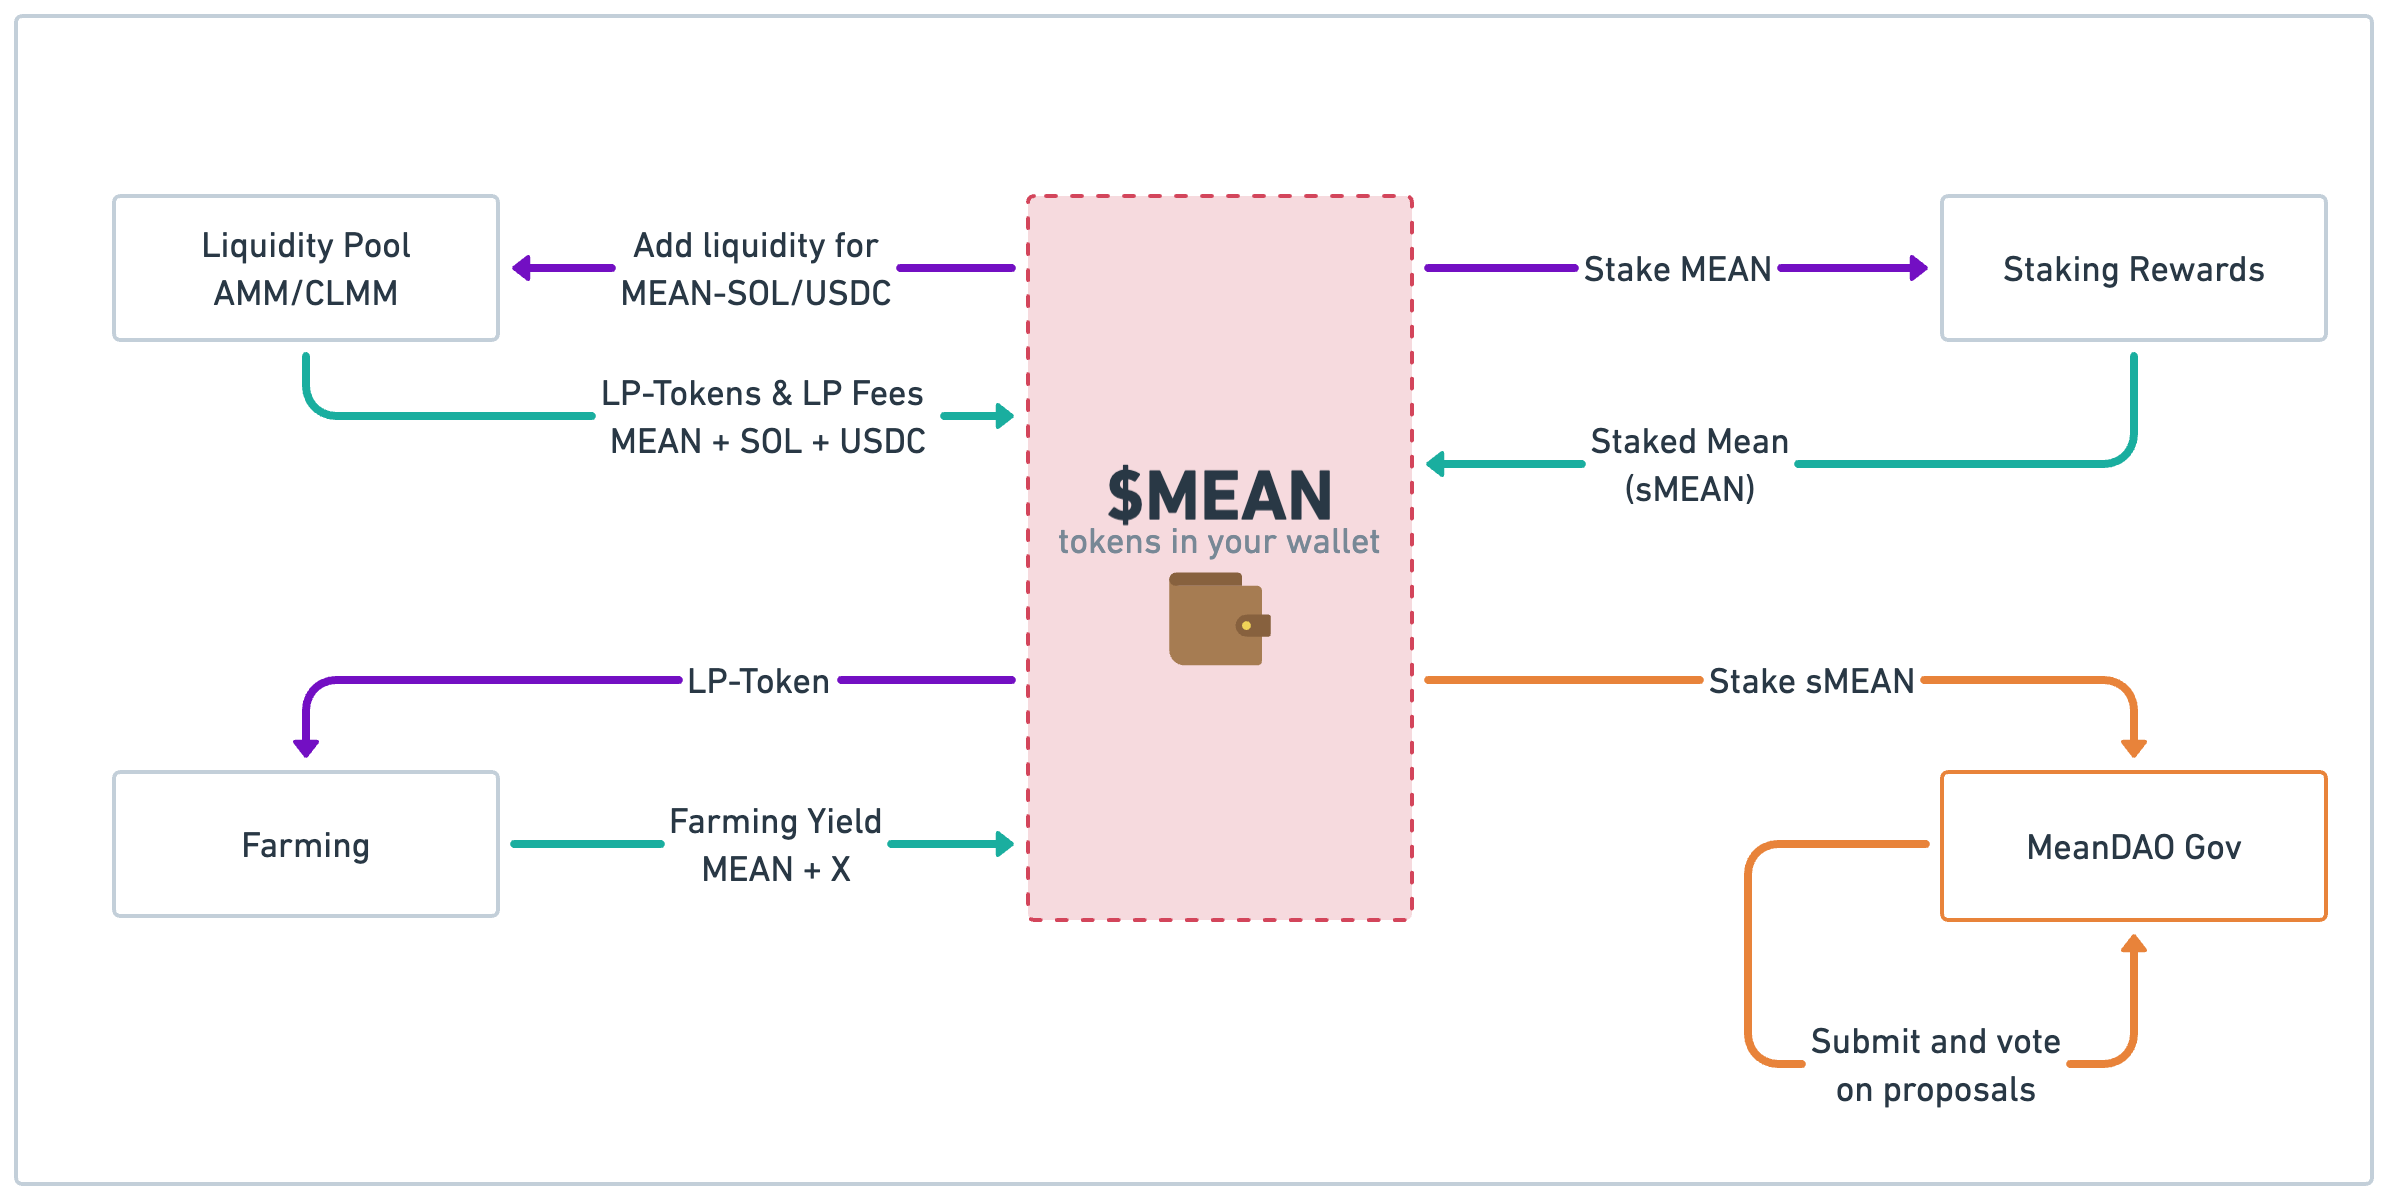 Liquidity Pool
AMM/CLMM
Add liquidity for
MEAN-SOL/USDC
LP-Tokens & LP Fees
MEAN + SOL + USDC
$MEAN
tokens in your wallet
Stake MEAN
Staking Rewards
Staked Mean
(sMEAN)
LP-Token
Farming
Farming Yield
MEAN + X
Stake sMEAN
MeanDAO Gov
Submit and vote
on proposals